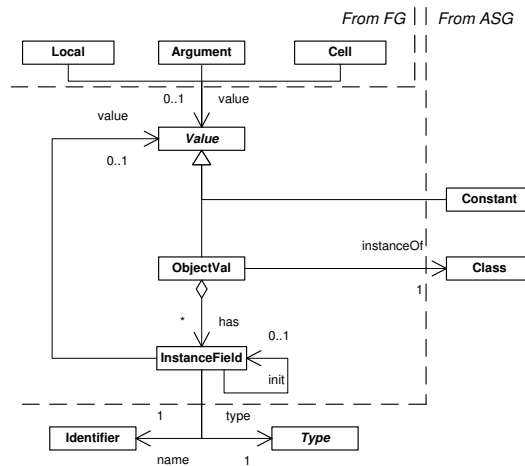 From FG From ASG
Local Argument Cell
0..1 value
value
Value
0..1
Constant
instanceOf
ObjectVal Class
1
* has
0..1
InstanceField
init
1 type
Identifier Type
name 1